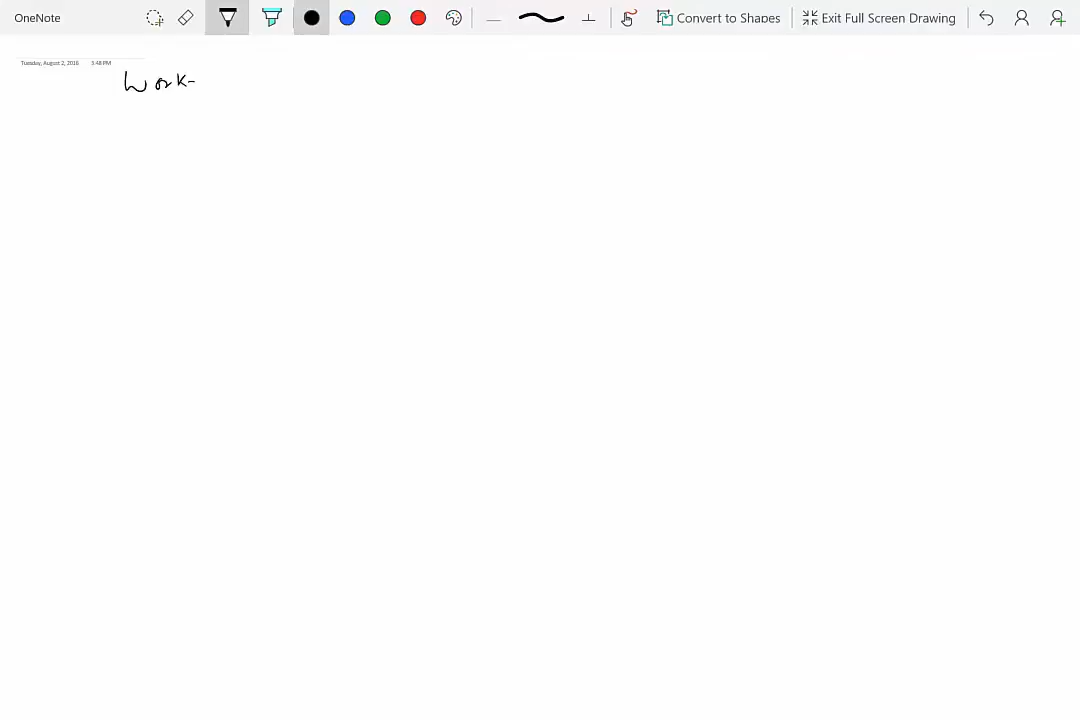 OneNote
Convert to Shapes
Exit Full Screen Drawing
Tuesday, August 2, 2016 3:48 PM
Work-